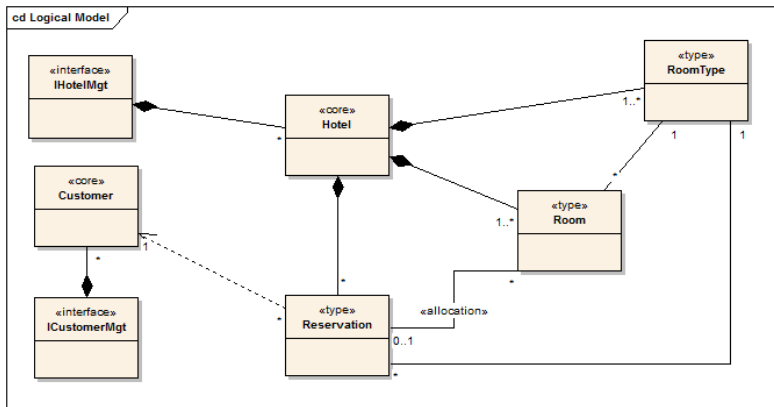 cd Logical Model
«interface»
IHotelMgt
*
«core»
Hotel
«type»
RoomType
1..*
1
1
«core»
Customer
1
*
«type»
Room
1..*
*
*
«interface»
ICustomerMgt
«type»
Reservation
*
*
«allocation»
0..1
*